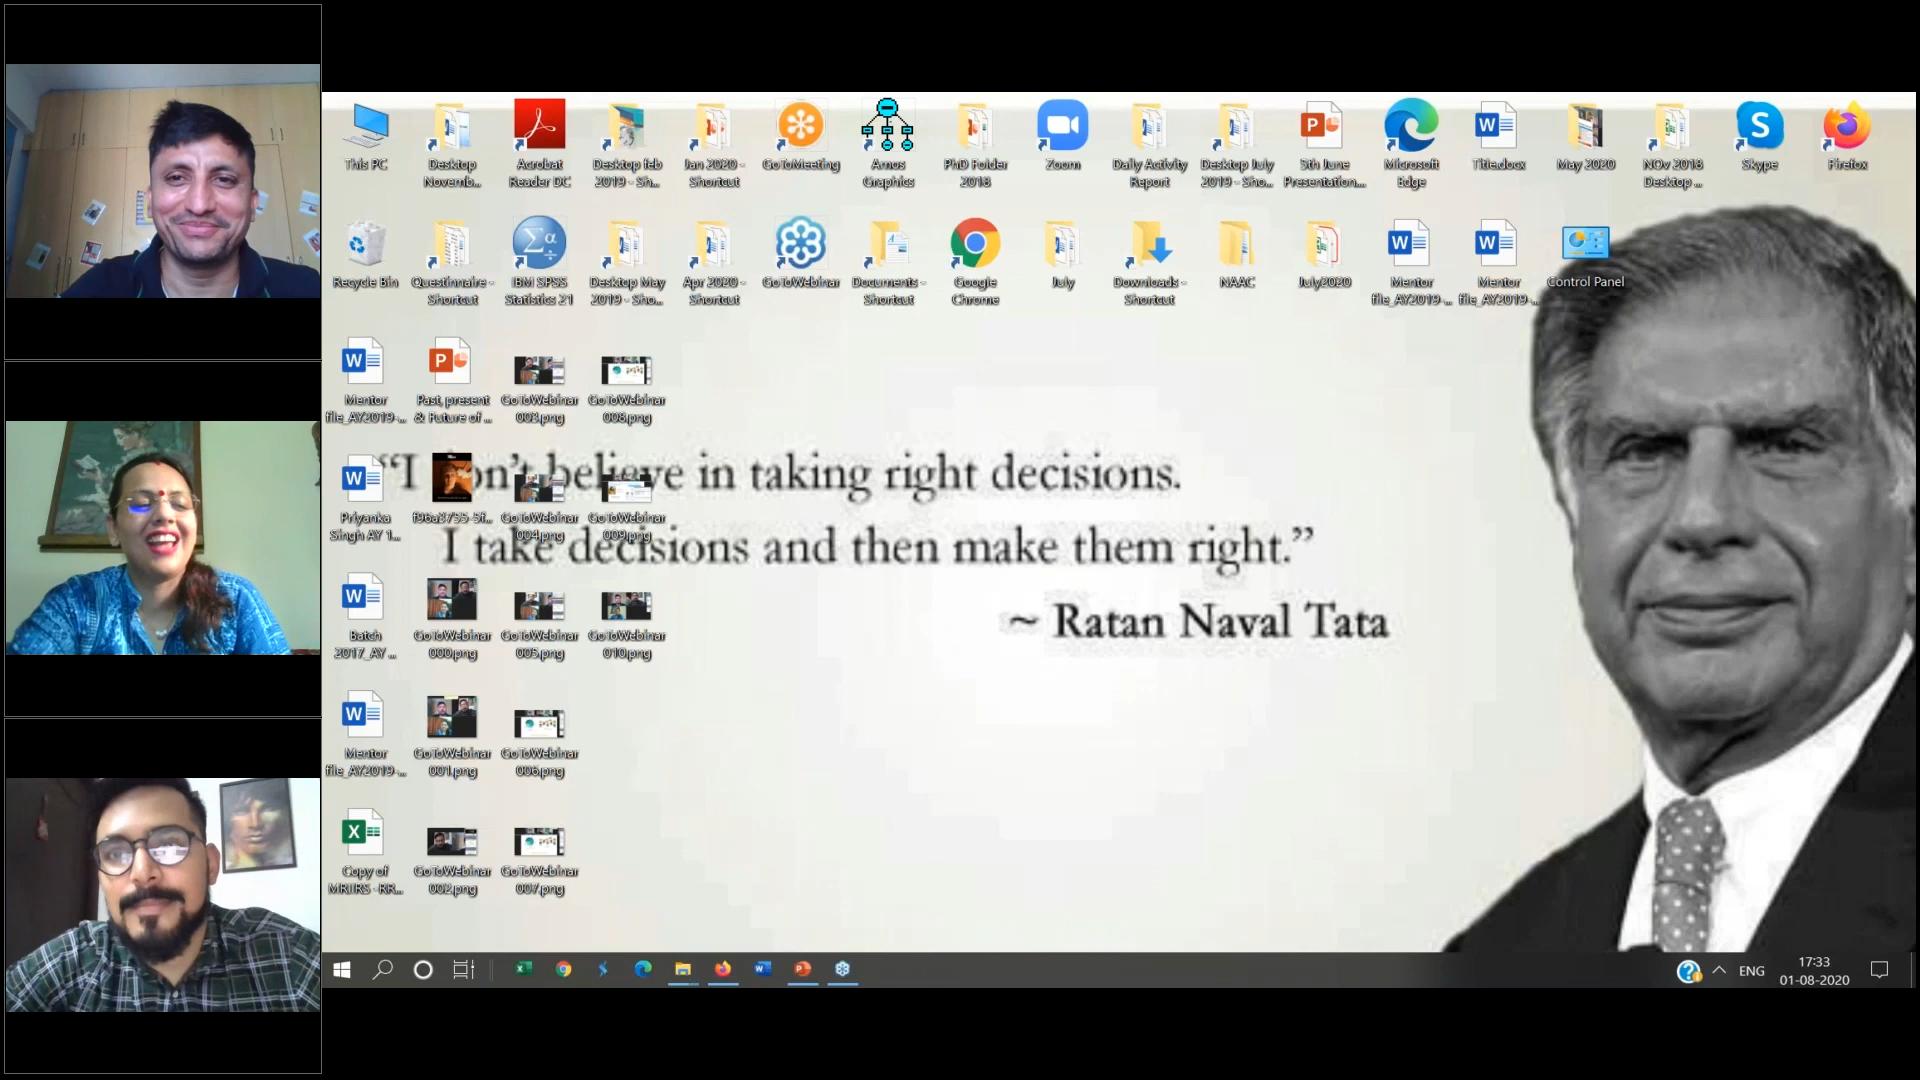 This PC
Desktop
Novemb...
Acrobat
Reader DC
Desktop feb
2019 - Sh...
Jan 2020 -
Shortcut
GoToMeeting
Amos
Graphics
PhD Folder
2018
Zoom
Daily Activity
Report
Desktop July
2019 - Sho...
5th June
Presentation...
Microsoft
Edge
Title.docx
May 2020
NOv 2018
Desktop ...
Skype
Firefox
Recycle Bin
Questionnaire -
Shortcut
IBM SPSS
Statistics 21
Desktop May
2019 - Sho...
Apr 2020 -
Shortcut
GoToWebinar
Documents -
Shortcut
Google
Chrome
July
Downloads -
Shortcut
NAAC
July2020
Mentor
file_AY2019-...
Mentor
file_AY2019-...
Control Panel
Mentor
file_AY2019-...
Past, present
& Future of ...
GoToWebinar
003.png
GoToWebinar
008.png
“I don’t believe in taking right decisions.
Priyanka
Singh AY 1...
f96a3755-5f...
GoToWebinar
004.png
GoToWebinar
009.png
I take decisions and then make them right.”
~ Ratan Naval Tata
Batch
2017_AY ...
GoToWebinar
000.png
GoToWebinar
005.png
GoToWebinar
010.png
Mentor
file_AY2019-...
GoToWebinar
001.png
GoToWebinar
006.png
Copy of
MRIIRS -RR...
GoToWebinar
002.png
GoToWebinar
007.png
ENG
17:33
01-08-2020